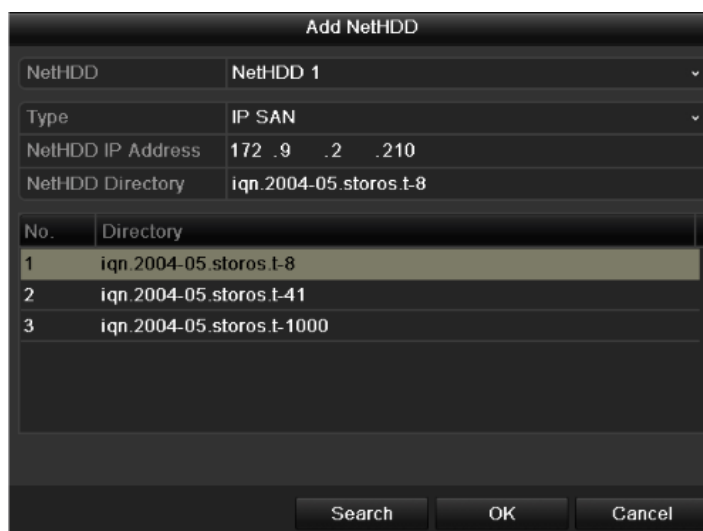 Add NetHDD
NetHDD NetHDD 1
Type IP SAN
NetHDD IP Address 172 .9 .2 .210
NetHDD Directory iqn.2004-05.storos.t-8
No. Directory
1 iqn.2004-05.storos.t-8
2 iqn.2004-05.storos.t-41
3 iqn.2004-05.storos.t-1000
Search OK Cancel